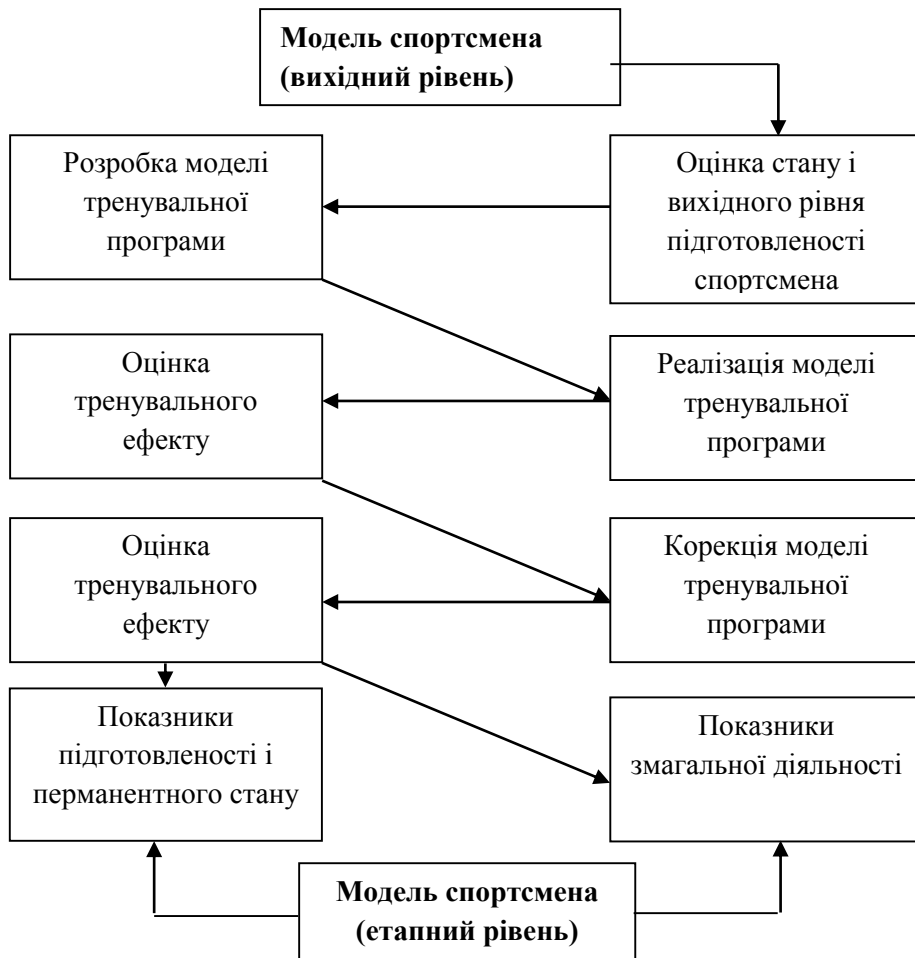 Модель спортсмена
(вихідний рівень)
Розробка моделі
тренувальної
програми
Оцінка стану і
вихідного рівня
підготовленості
спортсмена
Оцінка
тренувального
ефекту
Реалізація моделі
тренувальної
програми
Оцінка
тренувального
ефекту
Корекція моделі
тренувальної
програми
Показники
підготовленості і
перманентного стану
Показники
змагальної діяльності
Модель спортсмена
(етапний рівень)